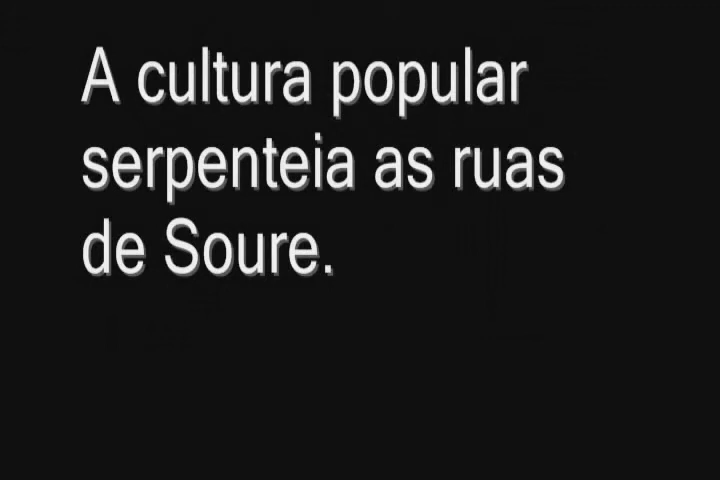 A cultura popular
serpenteia as ruas
de Soure.